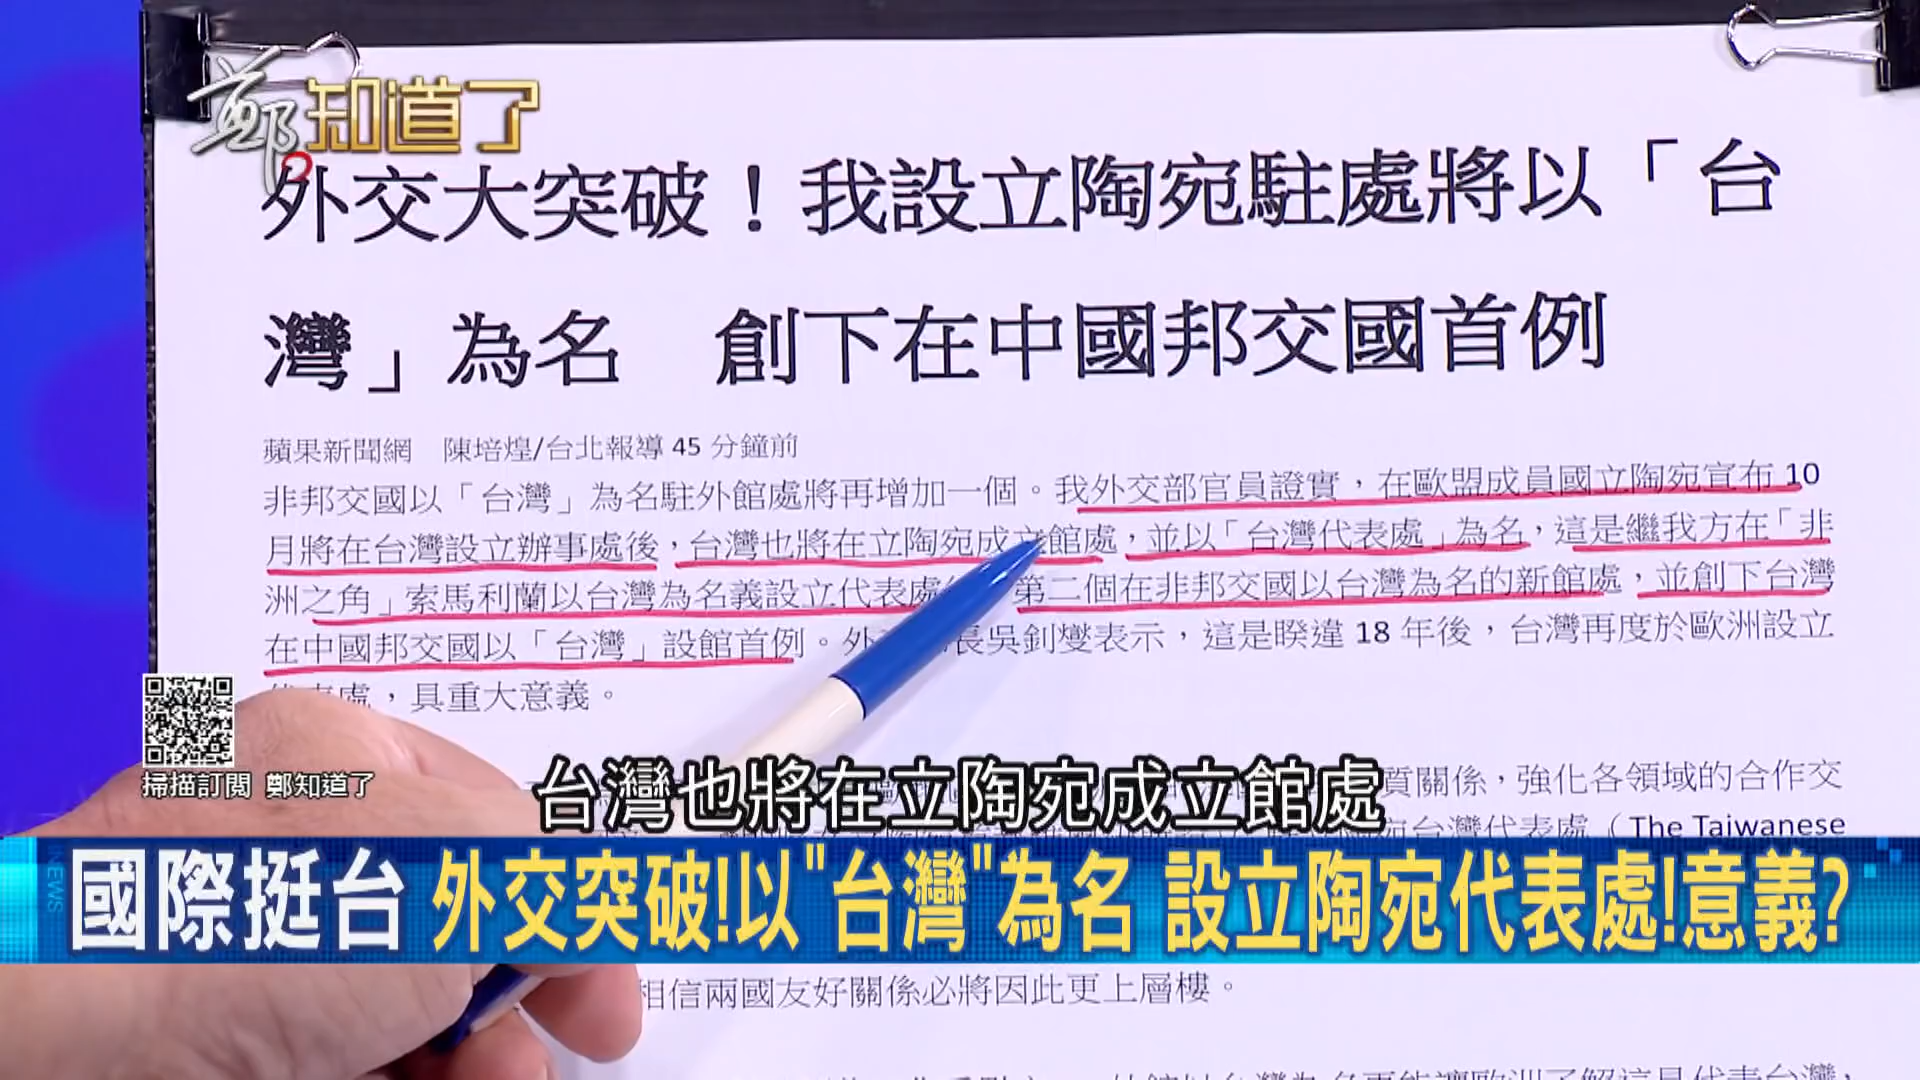 鄭知道了
外交大突破！我設立陶宛駐處將以「台
灣」為名　創下在中國邦交國首例
蘋果新聞網　陳培煌/台北報導 45 分鐘前
非邦交國以「台灣」為名駐外館處將再增加一個。我外交部官員證實，在歐盟成員國立陶宛宣布 10
月將在台灣設立辦事處後，台灣也將在立陶宛成立館處，並以「台灣代表處」為名，這是繼我方在「非
洲之角」索馬利蘭以台灣為名義設立代表處 第二個在非邦交國以台灣為名的新館處，並創下台灣
在中國邦交國以「台灣」設館首例。外 長吳釗燮表示，這是睽違 18 年後，台灣再度於歐洲設立
處，具重大意義。
掃描訂閱 鄭知道了
質關係，強化各領域的合作交
台灣也將在立陶宛成立館處
宛台灣代表處（The Taiwanese
NEWS
國際挺台 外交突破!以"台灣"為名 設立陶宛代表處!意義?
相信兩國友好關係必將因此更上層樓。